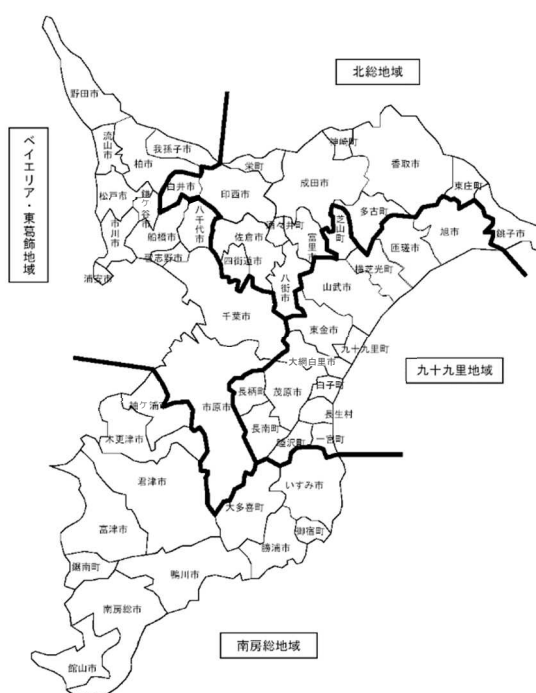 北総地域
野田市
流山市
我孫子市
柏市
神崎町
香取市
栄町
成田市
東庄町
白井市
印西市
松戸市
鎌ケ谷市
ベイエリア・東葛飾地域
多古町
芝山町
旭市
銚子市
市川市
船橋市
八千代市
佐倉市
酒々井町
富里市
匝瑳市
四街道市
横芝光町
浦安市
習志野市
八街市
山武市
千葉市
東金市
九十九里町
大網白里市
九十九里地域
長柄町
茂原市
白子町
袖ケ浦市
市原市
長生村
木更津市
長南町
睦沢町
一宮町
君津市
いすみ市
大多喜町
富津市
御宿町
勝浦市
鋸南町
鴨川市
南房総市
南房総地域
館山市